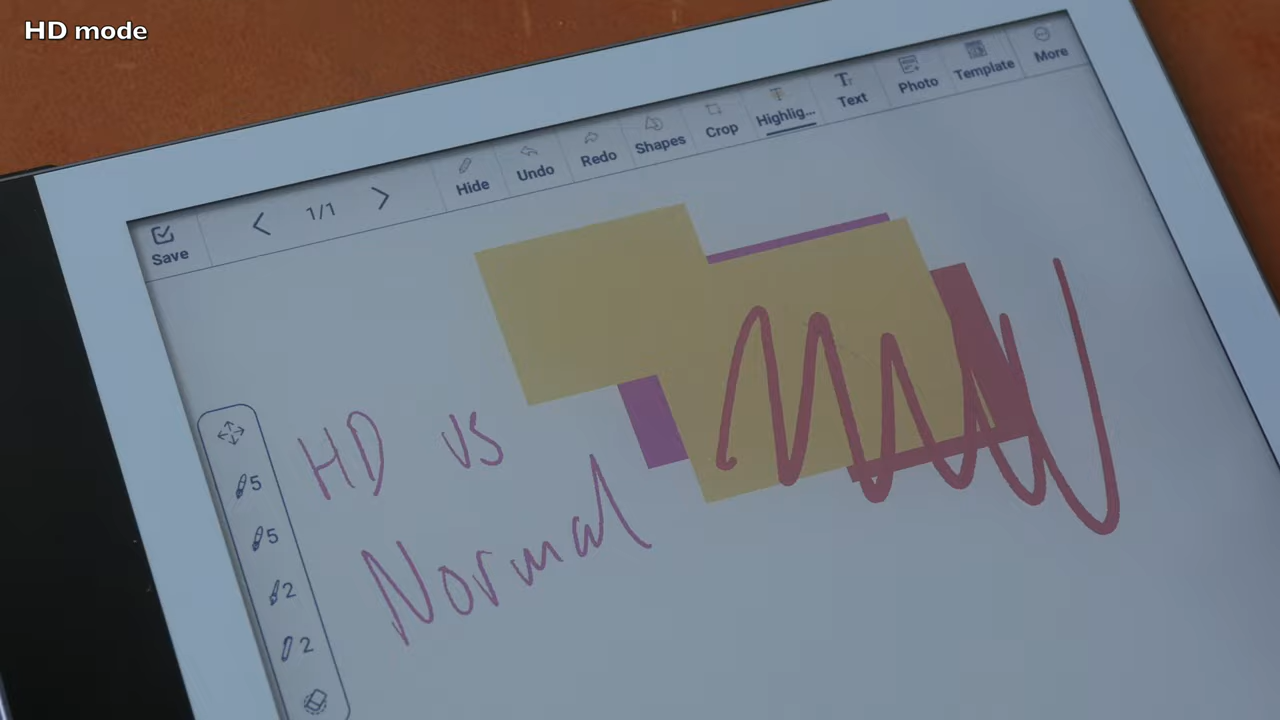 HD mode
Save
1/1
Hide
Undo
Redo
Shapes
Crop
Highlig...
Text
Photo
Template
More
HD vs
Normal
5
5
2
2